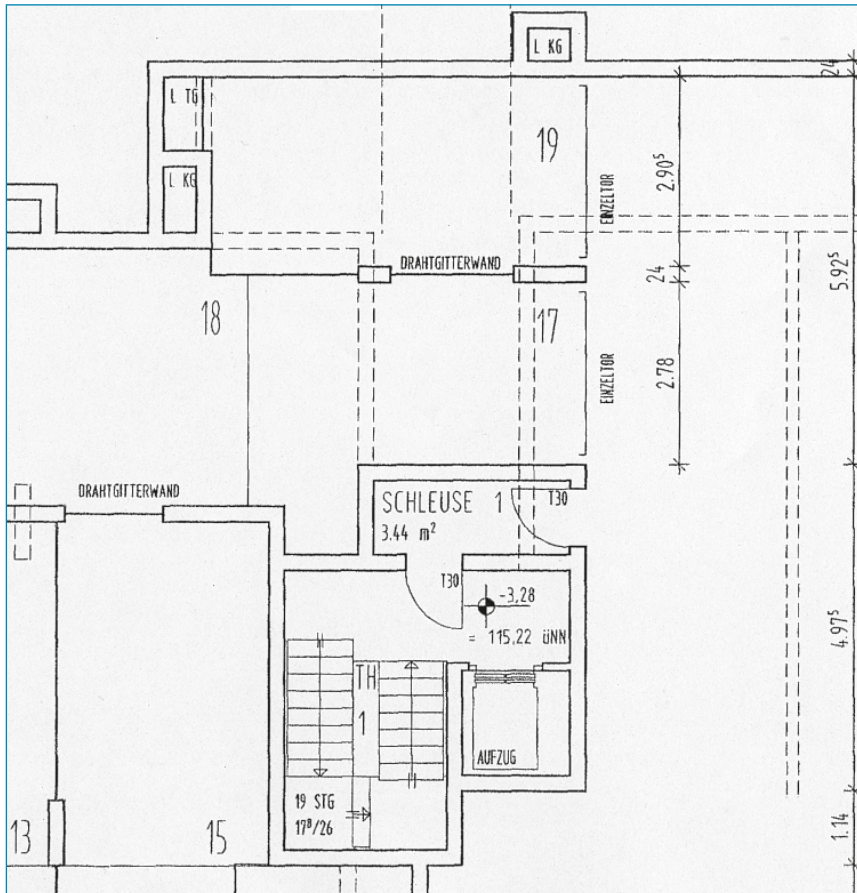 L KG
24
L TG
19
2.90⁵
L KG
EINZELTOR
DRAHTGITTERWAND
24
5.92⁵
18
17
EINZELTOR
2.78
DRAHTGITTERWAND
SCHLEUSE 1
3.44 m²
T30
T30
-3,28
= 115.22 üNN
4.97⁵
TH
1
AUFZUG
19 STG
17⁸/26
13
15
1.14